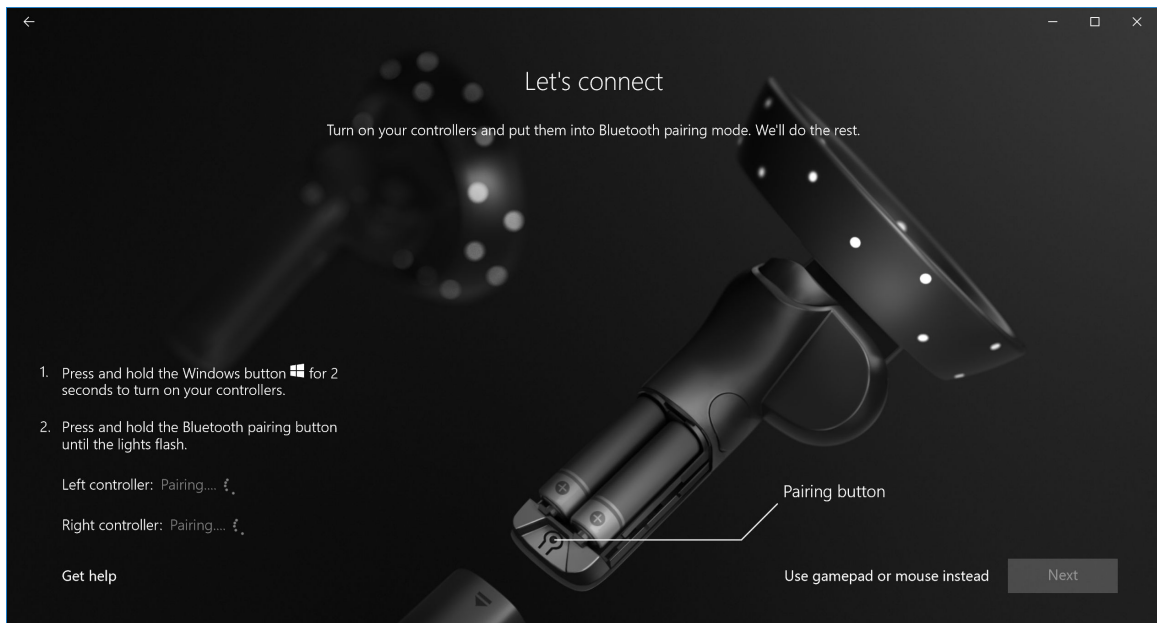 Let's connect
Turn on your controllers and put them into Bluetooth pairing mode. We'll do the rest.
1. Press and hold the Windows button for 2
seconds to turn on your controllers.
2. Press and hold the Bluetooth pairing button
until the lights flash.
Left controller: Pairing....
Right controller: Pairing....
Pairing button
Get help
Use gamepad or mouse instead
Next